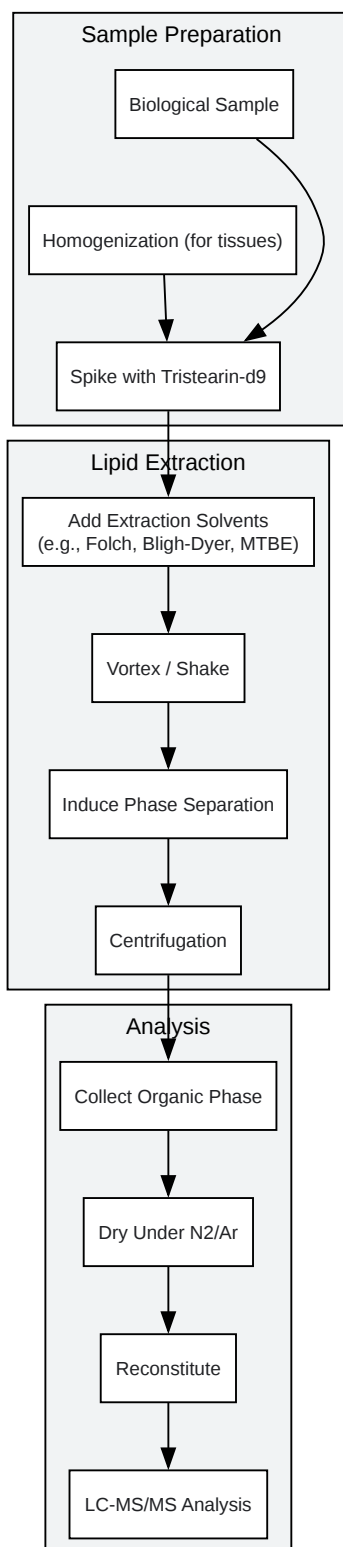 Sample Preparation
Biological Sample
Homogenization (for tissues)
Spike with Tristearin-d9
Lipid Extraction
Add Extraction Solvents
(e.g., Folch, Bligh-Dyer, MTBE)
Vortex / Shake
Induce Phase Separation
Centrifugation
Analysis
Collect Organic Phase
Dry Under N2/Ar
Reconstitute
LC-MS/MS Analysis